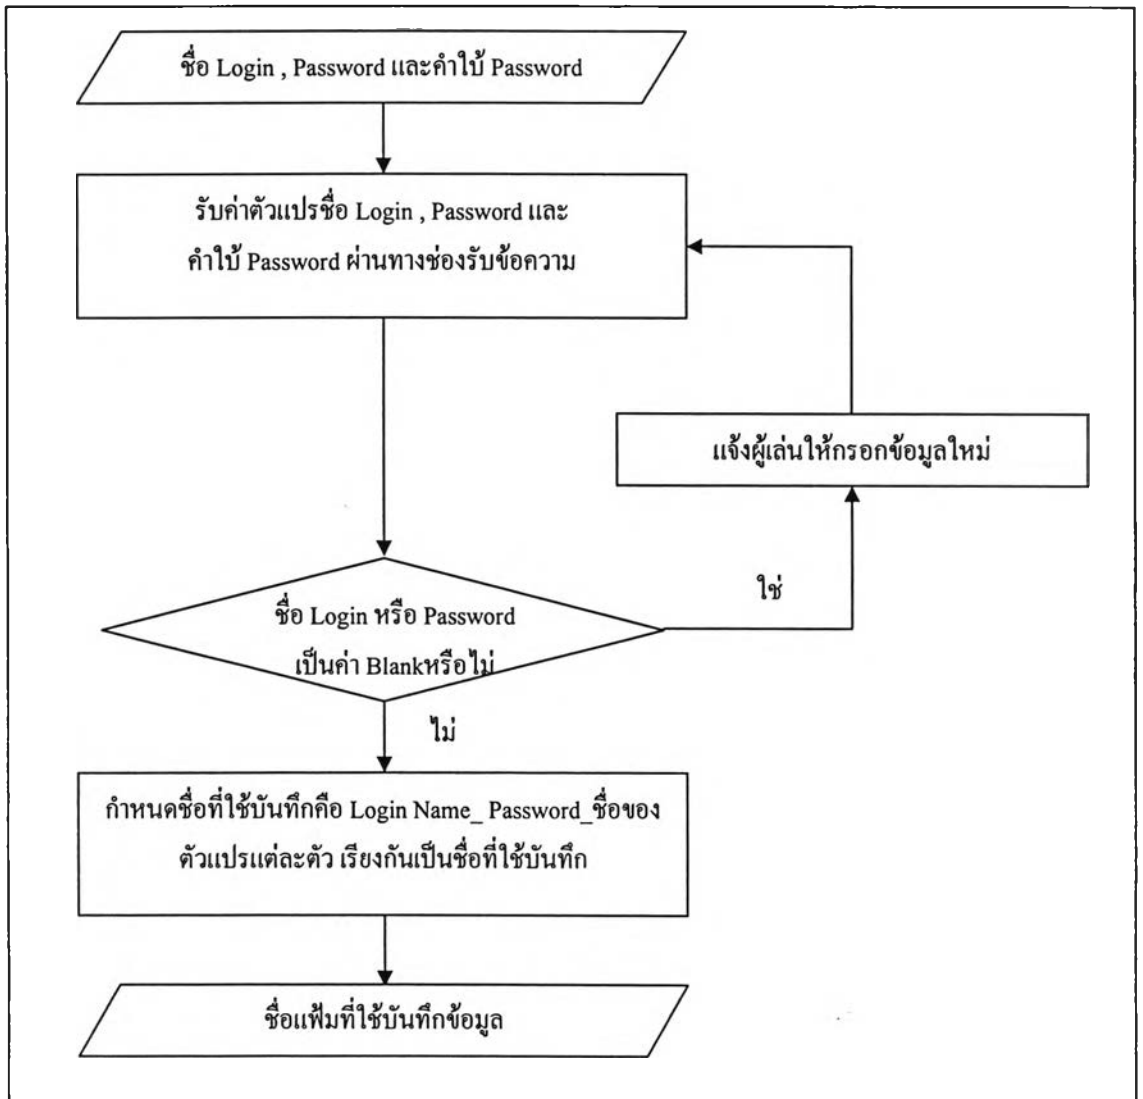 ชื่อ Login , Password และคำใบ้ Password
รับค่าตัวแปรชื่อ Login , Password และ
คำใบ้ Password ผ่านทางช่องรับข้อความ
แจ้งผู้เล่นให้กรอกข้อมูลใหม่
ใช่
ชื่อ Login หรือ Password
เป็นค่า Blankหรือไม่
ไม่
กำหนดชื่อที่ใช้บันทึกคือ Login Name_ Password_ชื่อของ
ตัวแปรแต่ละตัว เรียงกันเป็นชื่อที่ใช้บันทึก
ชื่อแฟ้มที่ใช้บันทึกข้อมูล